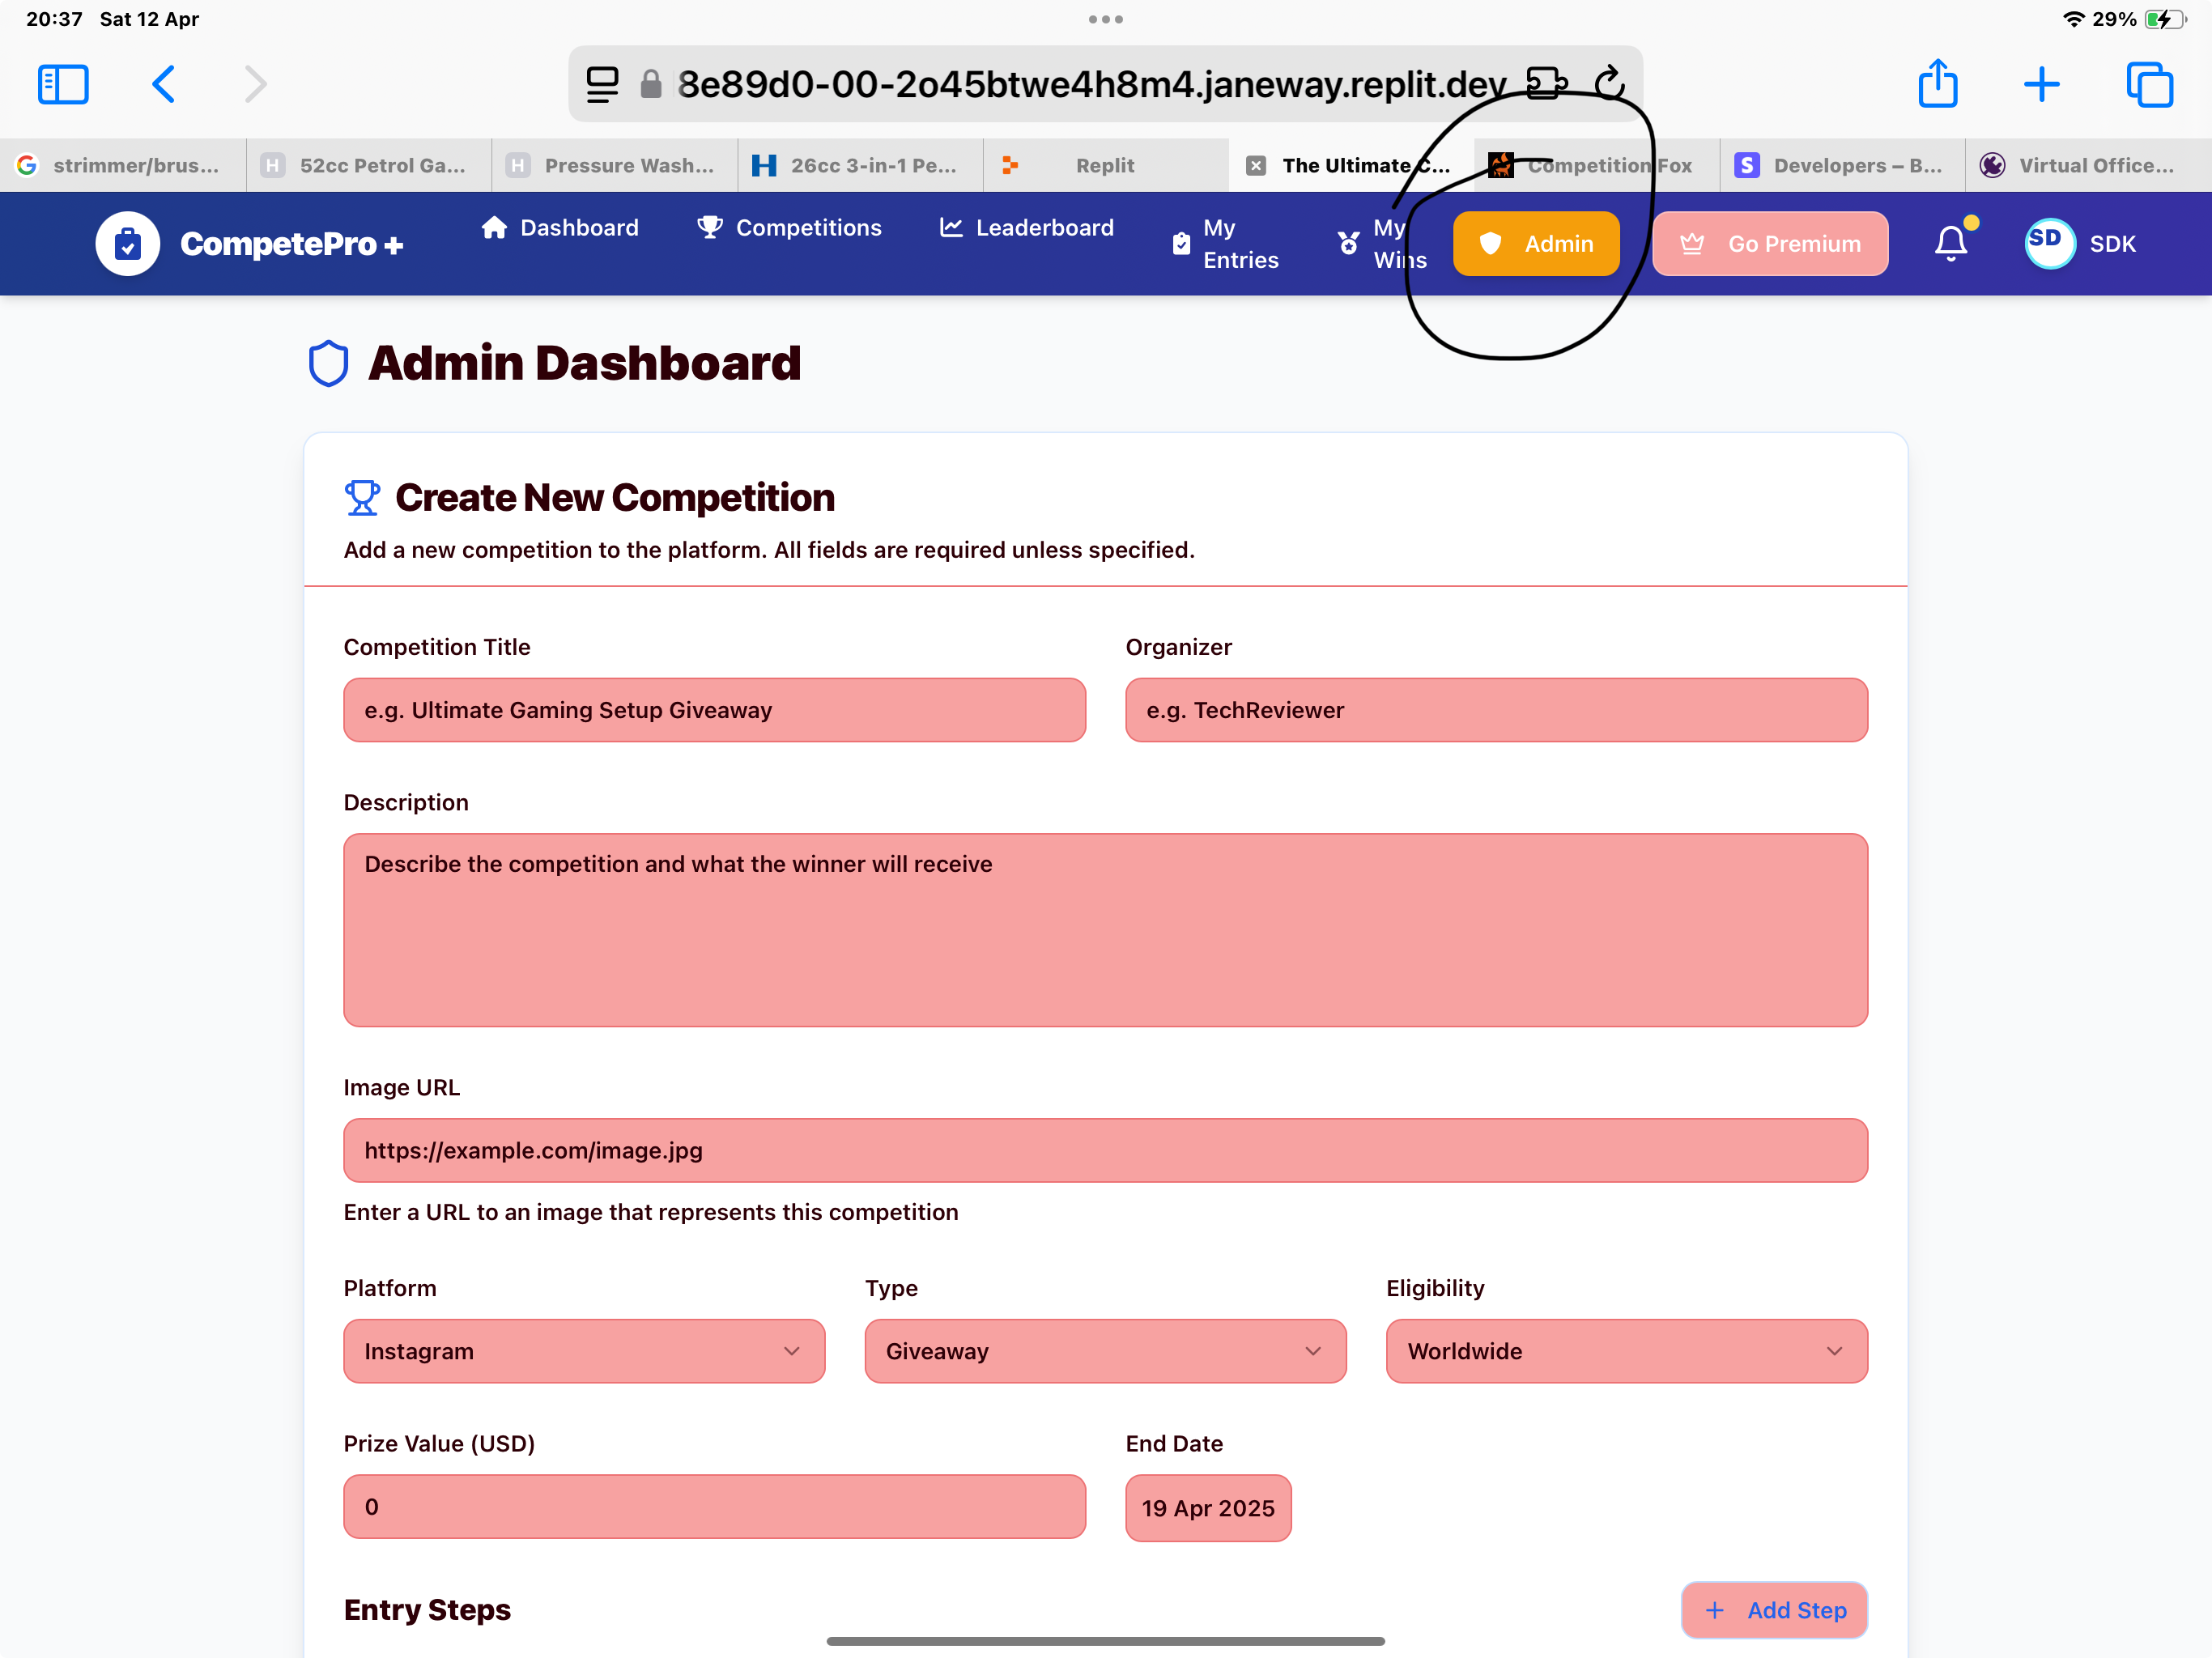 20:37 Sat 12 Apr
29%
8e89d0-00-2o45btwe4h8m4.janeway.replit.dev
strimmer/brus...
52cc Petrol Ga...
Pressure Wash...
26cc 3-in-1 Pe...
Replit
The Ultimate C...
Competition Fox
Developers – B...
Virtual Office...
CompetePro +
Dashboard
Competitions
Leaderboard
My
Entries
My
Wins
Admin
Go Premium
SD
SDK
Admin Dashboard
Create New Competition
Add a new competition to the platform. All fields are required unless specified.
Competition Title
Organizer
e.g. Ultimate Gaming Setup Giveaway
e.g. TechReviewer
Description
Describe the competition and what the winner will receive
Image URL
https://example.com/image.jpg
Enter a URL to an image that represents this competition
Platform
Type
Eligibility
Instagram
Giveaway
Worldwide
Prize Value (USD)
End Date
0
19 Apr 2025
Entry Steps
+ Add Step